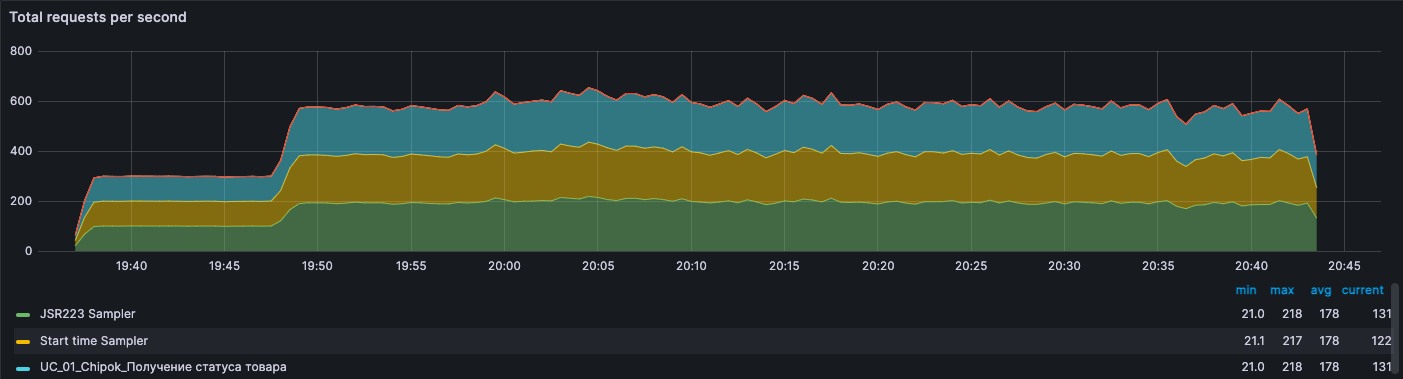 Total requests per second
800
600
400
200
0
19:40 19:45 19:50 19:55 20:00 20:05 20:10 20:15 20:20 20:25 20:30 20:35 20:40 20:45
min max avg current
JSR223 Sampler 21.0 218 178 131
Start time Sampler 21.1 217 178 122
UC_01_Chipok_Получение статуса товара 21.0 218 178 131